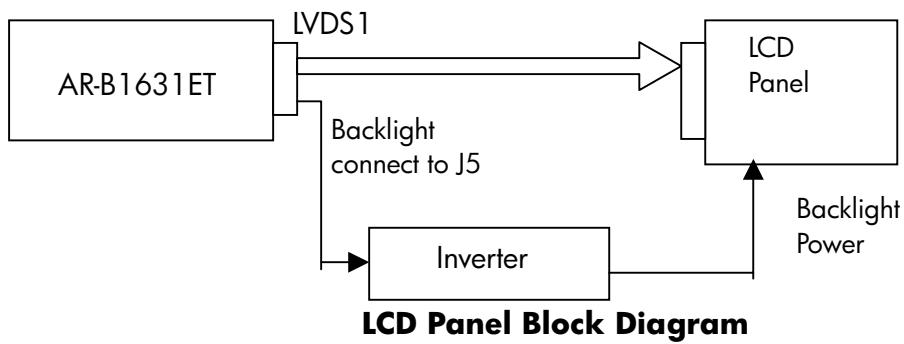 LVDS1
AR-B1631ET
LCD
Panel
Backlight
connect to J5
Backlight
Power
Inverter
LCD Panel Block Diagram